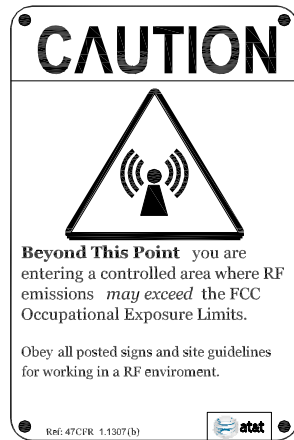 CAUTION
Beyond This Point you are
entering a controlled area where RF
emissions may exceed the FCC
Occupational Exposure Limits.
Obey all posted signs and site guidelines
for working in a RF enviroment.
Ref: 47CFR 1.1307(b)
at&t